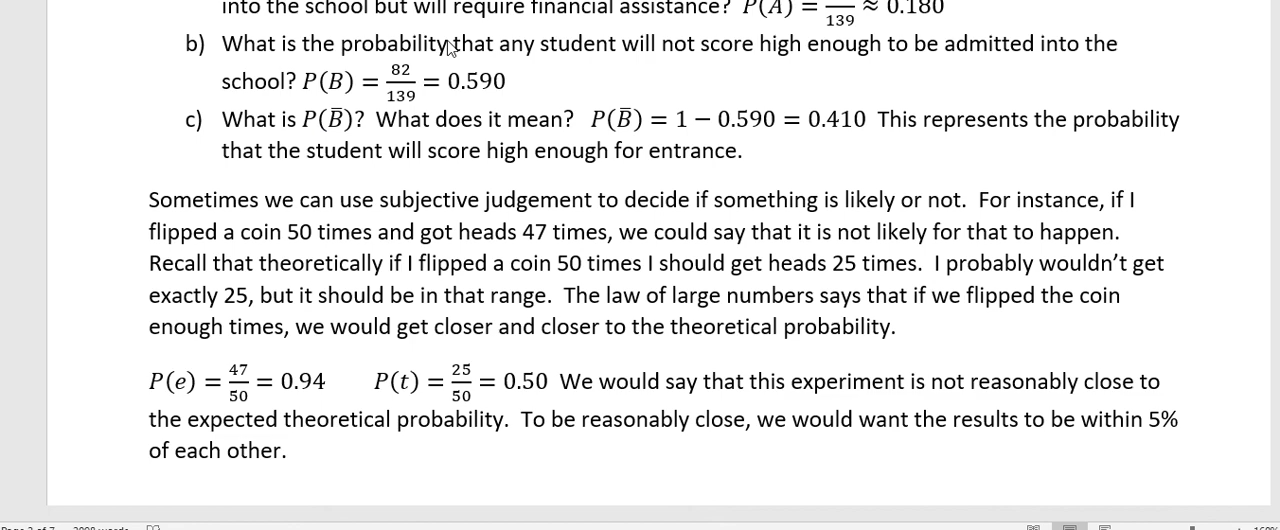 into the school but will require financial assistance? P(A) = /139 ≈ 0.180
b) What is the probability that any student will not score high enough to be admitted into the
school? P(B) = 82/139 = 0.590
c) What is P(B̅)? What does it mean? P(B̅) = 1 − 0.590 = 0.410 This represents the probability
that the student will score high enough for entrance.
Sometimes we can use subjective judgement to decide if something is likely or not. For instance, if I
flipped a coin 50 times and got heads 47 times, we could say that it is not likely for that to happen.
Recall that theoretically if I flipped a coin 50 times I should get heads 25 times. I probably wouldn't get
exactly 25, but it should be in that range. The law of large numbers says that if we flipped the coin
enough times, we would get closer and closer to the theoretical probability.
P(e) = 47/50 = 0.94 P(t) = 25/50 = 0.50 We would say that this experiment is not reasonably close to
the expected theoretical probability. To be reasonably close, we would want the results to be within 5%
of each other.